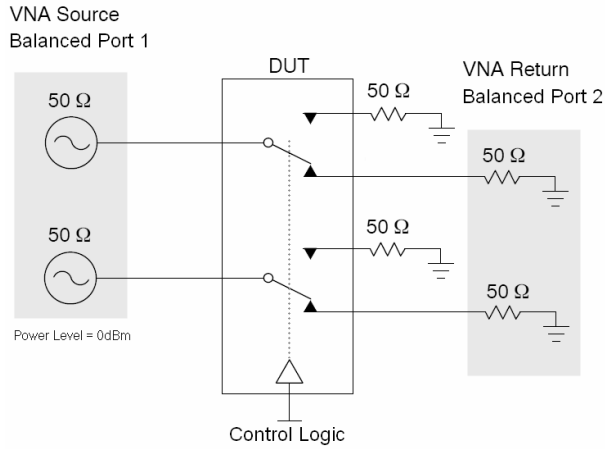 VNA Source
Balanced Port 1
DUT
VNA Return
Balanced Port 2
50 Ω
50 Ω
50 Ω
50 Ω
50 Ω
50 Ω
Power Level = 0dBm
Control Logic